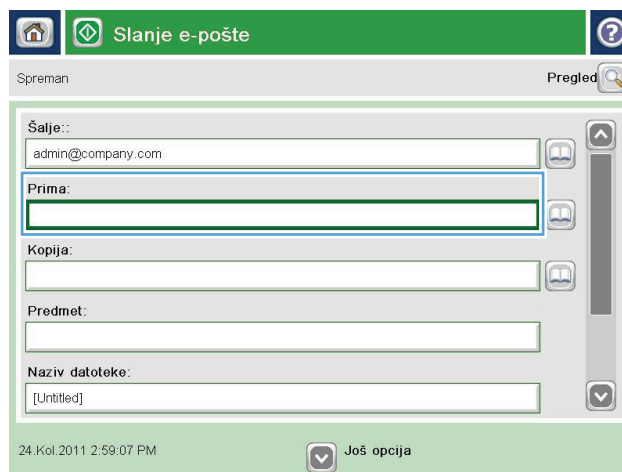 Slanje e-pošte
?
Spreman
Pregled
Šalje::
admin@company.com
Prima:
Kopija:
Predmet:
Naziv datoteke:
[Untitled]
24.Kol.2011 2:59:07 PM
Još opcija